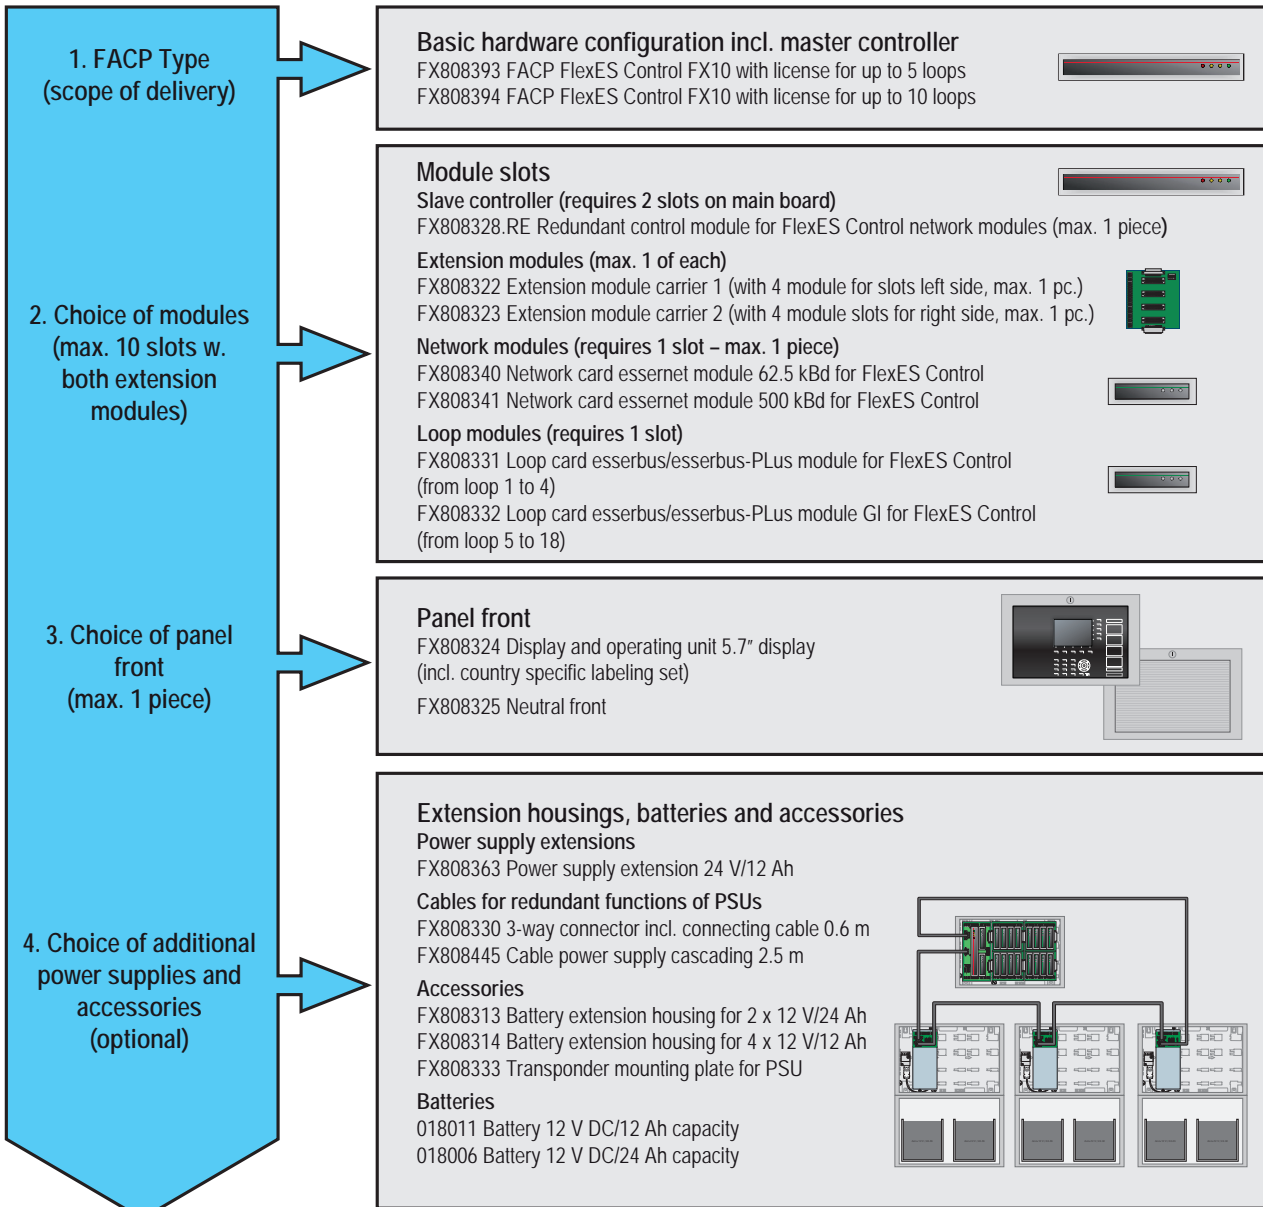 1. FACP Type
(scope of delivery)
Basic hardware configuration incl. master controller
FX808393 FACP FlexES Control FX10 with license for up to 5 loops
FX808394 FACP FlexES Control FX10 with license for up to 10 loops
2. Choice of modules
(max. 10 slots w.
both extension
modules)
Module slots
Slave controller (requires 2 slots on main board)
FX808328.RE Redundant control module for FlexES Control network modules (max. 1 piece)
Extension modules (max. 1 of each)
FX808322 Extension module carrier 1 (with 4 module for slots left side, max. 1 pc.)
FX808323 Extension module carrier 2 (with 4 module slots for right side, max. 1 pc.)
Network modules (requires 1 slot – max. 1 piece)
FX808340 Network card essernet module 62.5 kBd for FlexES Control
FX808341 Network card essernet module 500 kBd for FlexES Control
Loop modules (requires 1 slot)
FX808331 Loop card esserbus/esserbus-PLus module for FlexES Control
(from loop 1 to 4)
FX808332 Loop card esserbus/esserbus-PLus module GI for FlexES Control
(from loop 5 to 18)
3. Choice of panel
front
(max. 1 piece)
Panel front
FX808324 Display and operating unit 5.7″ display
(incl. country specific labeling set)
FX808325 Neutral front
4. Choice of additional
power supplies and
accessories
(optional)
Extension housings, batteries and accessories
Power supply extensions
FX808363 Power supply extension 24 V/12 Ah
Cables for redundant functions of PSUs
FX808330 3-way connector incl. connecting cable 0.6 m
FX808445 Cable power supply cascading 2.5 m
Accessories
FX808313 Battery extension housing for 2 x 12 V/24 Ah
FX808314 Battery extension housing for 4 x 12 V/12 Ah
FX808333 Transponder mounting plate for PSU
Batteries
018011 Battery 12 V DC/12 Ah capacity
018006 Battery 12 V DC/24 Ah capacity